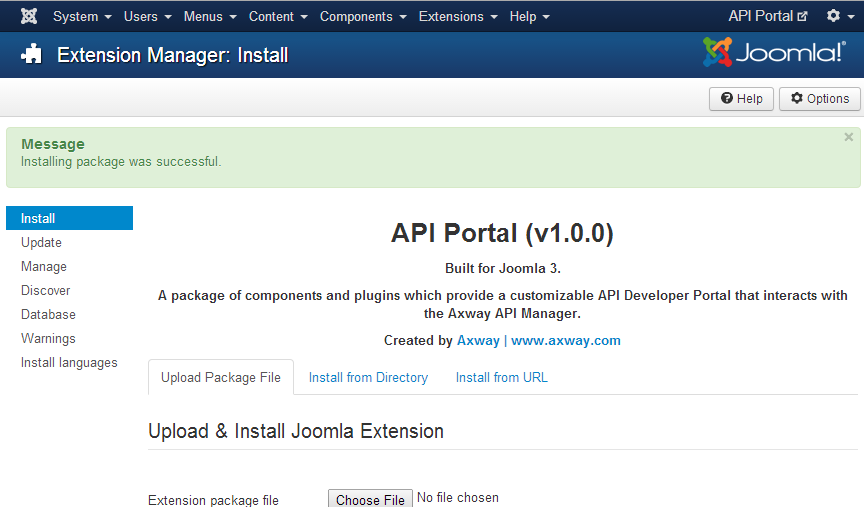 System Users Menus Content Components Extensions Help API Portal
Extension Manager: Install Joomla!®
Help Options
Message ×
Installing package was successful.
Install
Update
Manage
Discover
Database
Warnings
Install languages
API Portal (v1.0.0)
Built for Joomla 3.
A package of components and plugins which provide a customizable API Developer Portal that interacts with
the Axway API Manager.
Created by Axway | www.axway.com
Upload Package File Install from Directory Install from URL
Upload & Install Joomla Extension
Extension package file Choose File No file chosen